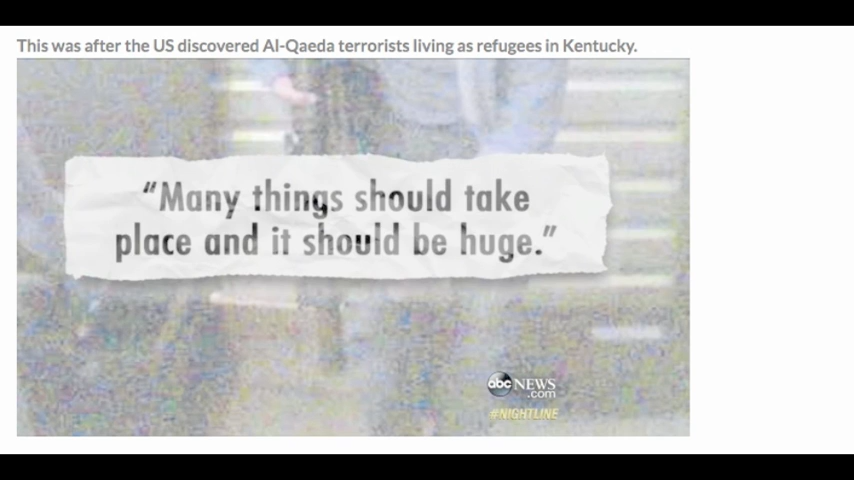 This was after the US discovered Al-Qaeda terrorists living as refugees in Kentucky.
“Many things should take
place and it should be huge.”
abc NEWS
.com
#NIGHTLINE